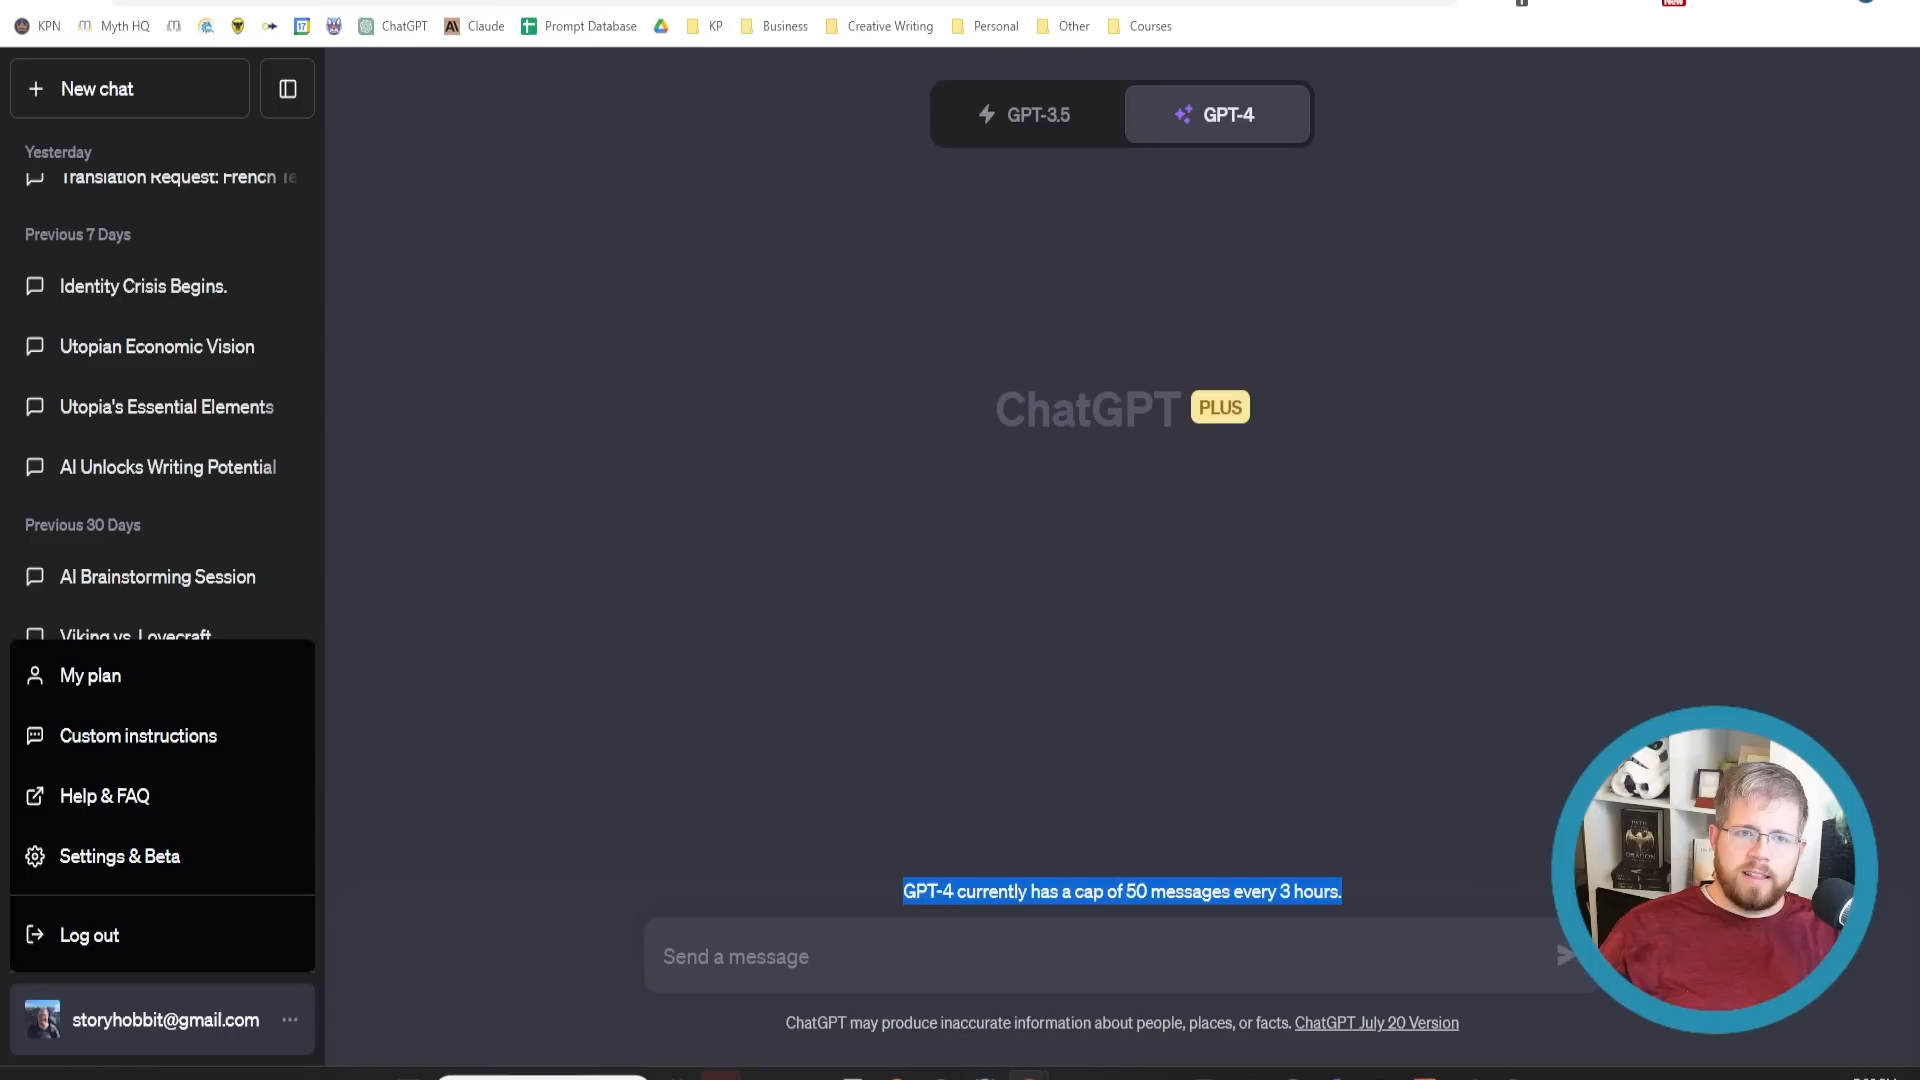 New
KPN
Myth HQ
17
ChatGPT
Claude
Prompt Database
KP
Business
Creative Writing
Personal
Other
Courses
New chat
GPT-3.5
GPT-4
Yesterday
Translation Request: French Te
Previous 7 Days
Identity Crisis Begins.
Utopian Economic Vision
Utopia's Essential Elements
AI Unlocks Writing Potential
Previous 30 Days
AI Brainstorming Session
Viking vs. Lovecraft
My plan
Custom instructions
Help & FAQ
Settings & Beta
Log out
storyhobbit@gmail.com
ChatGPT PLUS
GPT-4 currently has a cap of 50 messages every 3 hours.
Send a message
ChatGPT may produce inaccurate information about people, places, or facts. ChatGPT July 20 Version